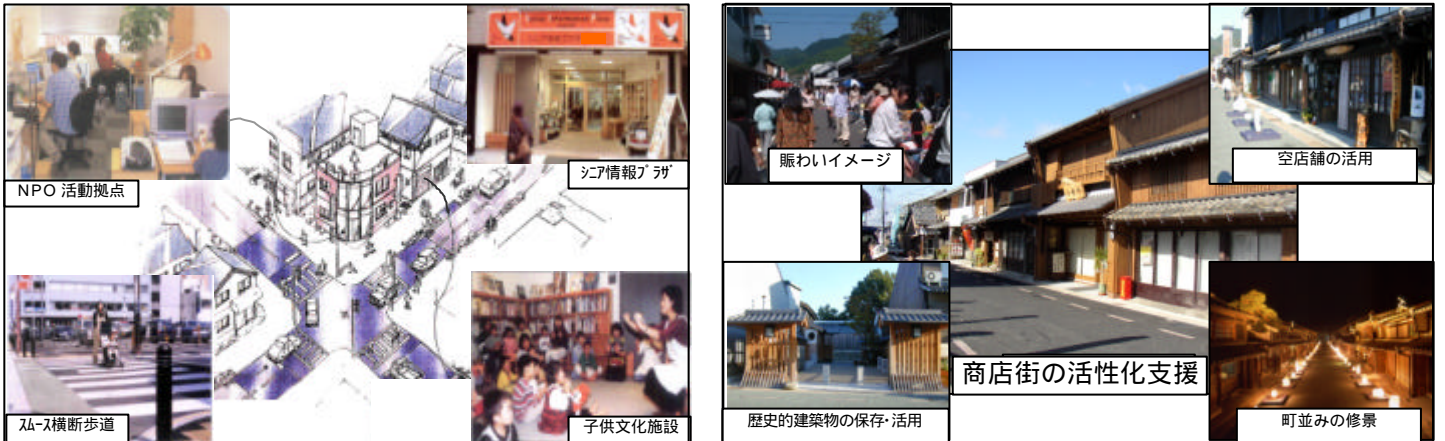 NPO 活動拠点
シニア情報プラザ
スムース横断歩道
子供文化施設
賑わいイメージ
空店舗の活用
商店街の活性化支援
歴史的建築物の保存・活用
町並みの修景